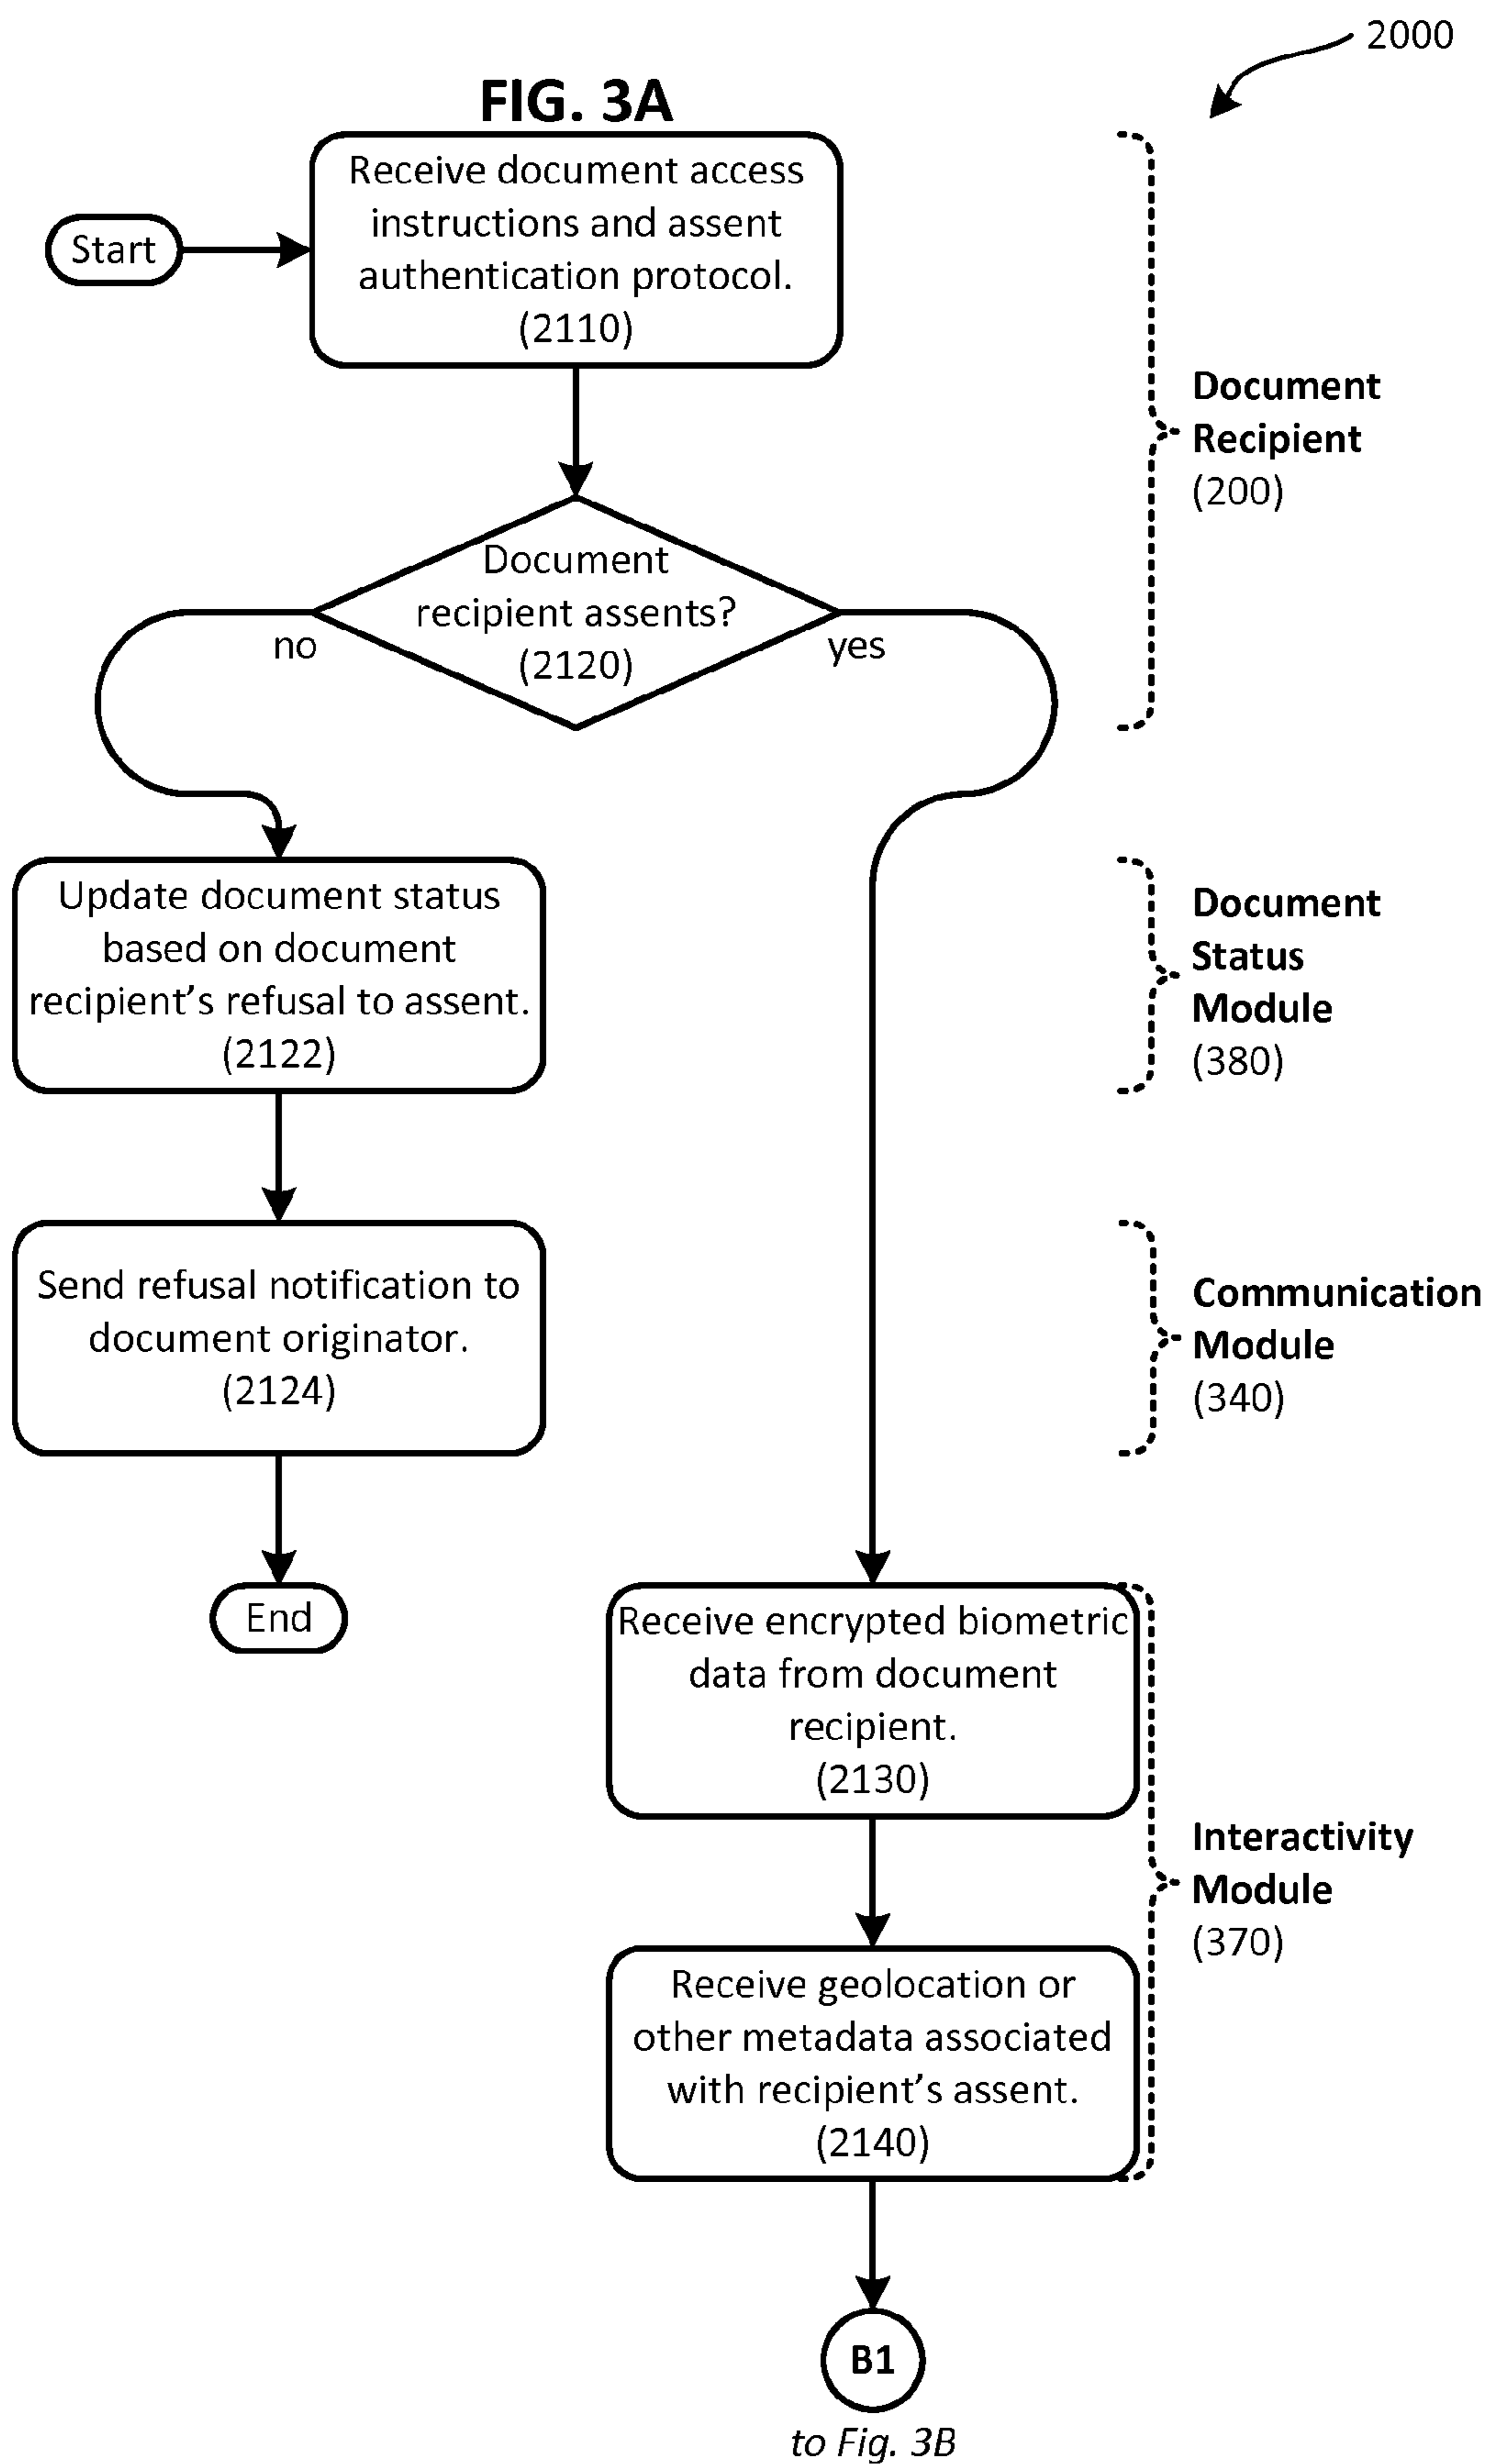 2000
FIG. 3A
Receive document access
instructions and assent
authentication protocol.
(2110)
Start
Document
Recipient
(200)
Document
recipient assents?
(2120)
no
yes
Update document status
based on document
recipient’s refusal to assent.
(2122)
Document
Status
Module
(380)
Send refusal notification to
document originator.
(2124)
Communication
Module
(340)
End
Receive encrypted biometric
data from document
recipient.
(2130)
Interactivity
Module
(370)
Receive geolocation or
other metadata associated
with recipient’s assent.
(2140)
B1
to Fig. 3B